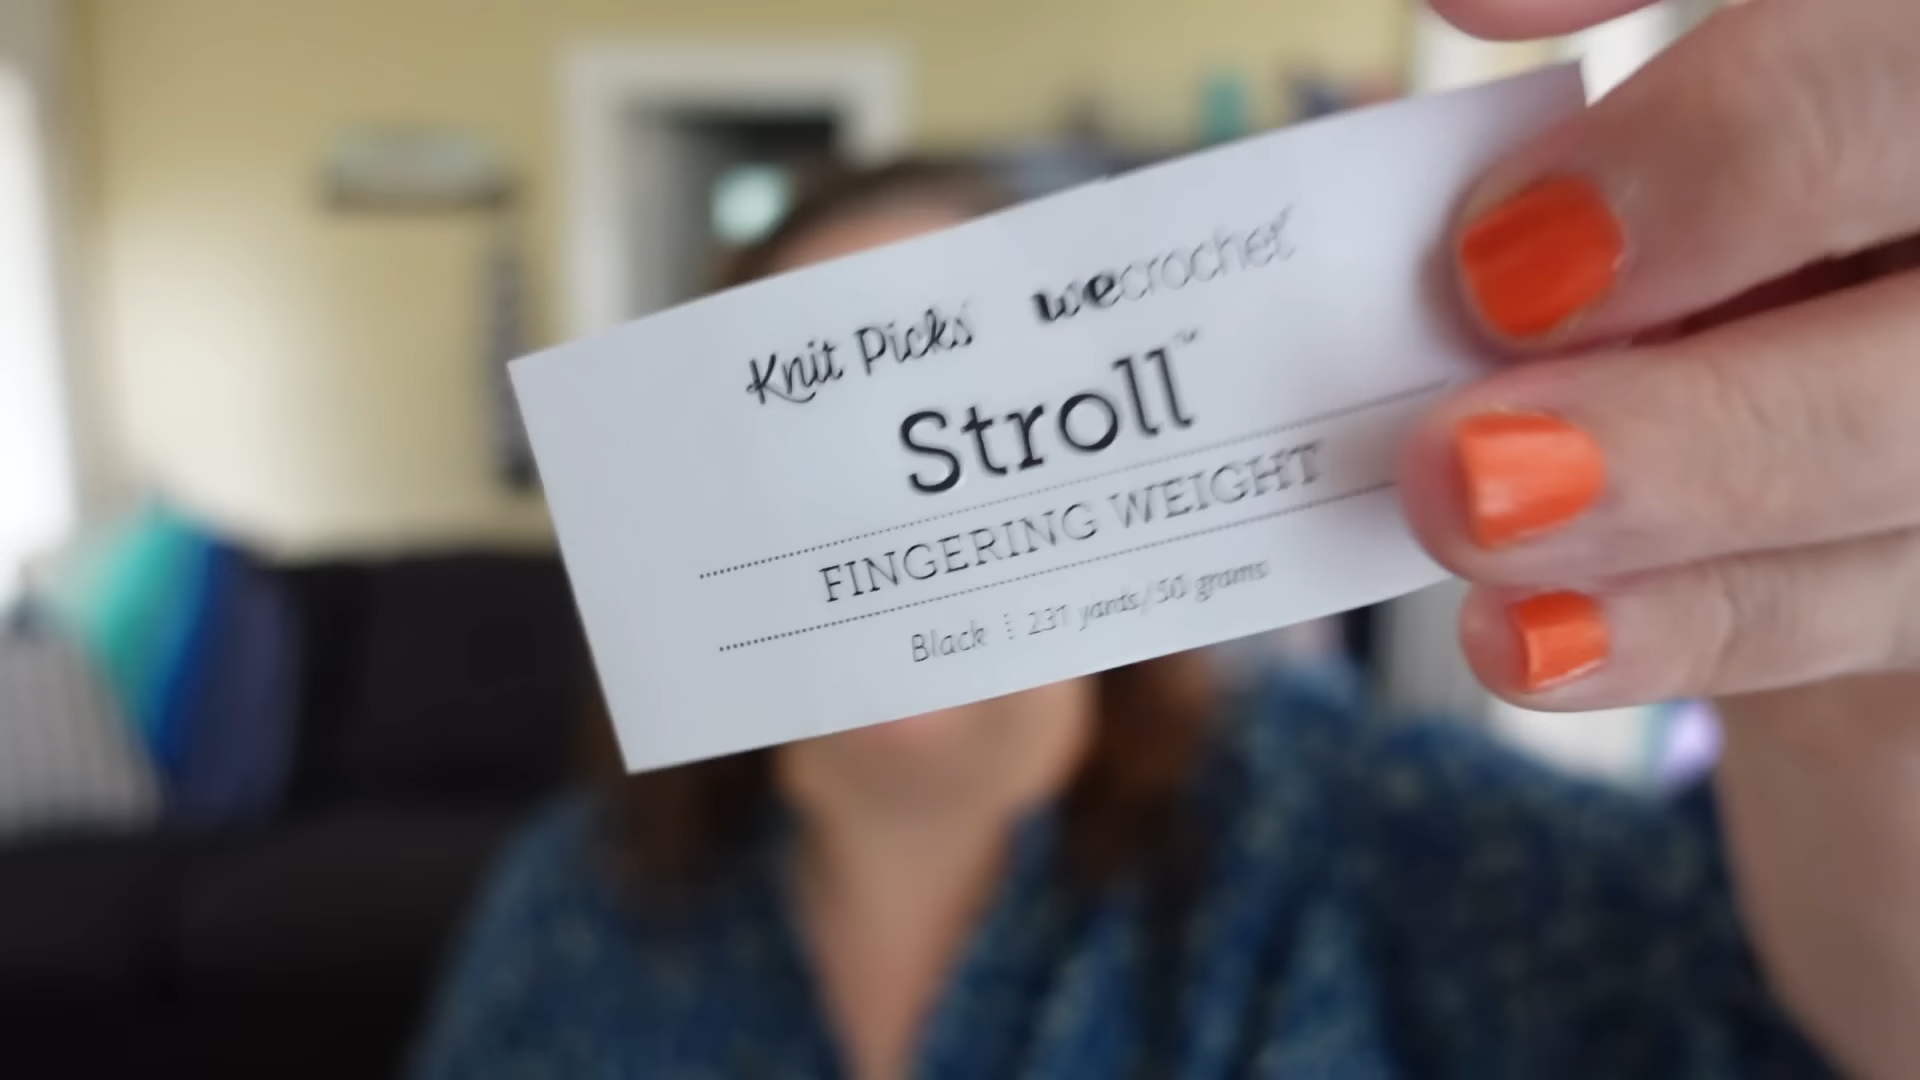 Knit Picks wecrochet
Stroll™
FINGERING WEIGHT
Black ⁞ 231 yards/50 grams